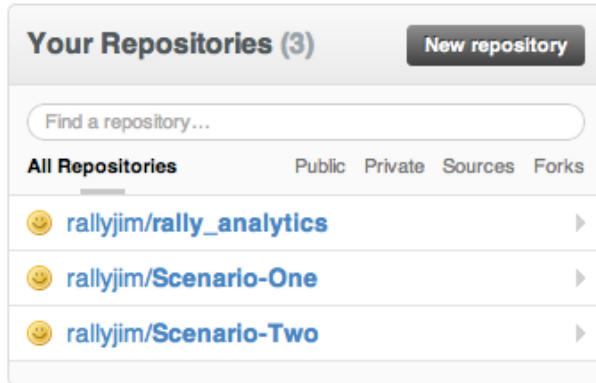 Your Repositories (3) New repository
Find a repository...
All Repositories Public Private Sources Forks
rallyjim/rally_analytics
rallyjim/Scenario-One
rallyjim/Scenario-Two